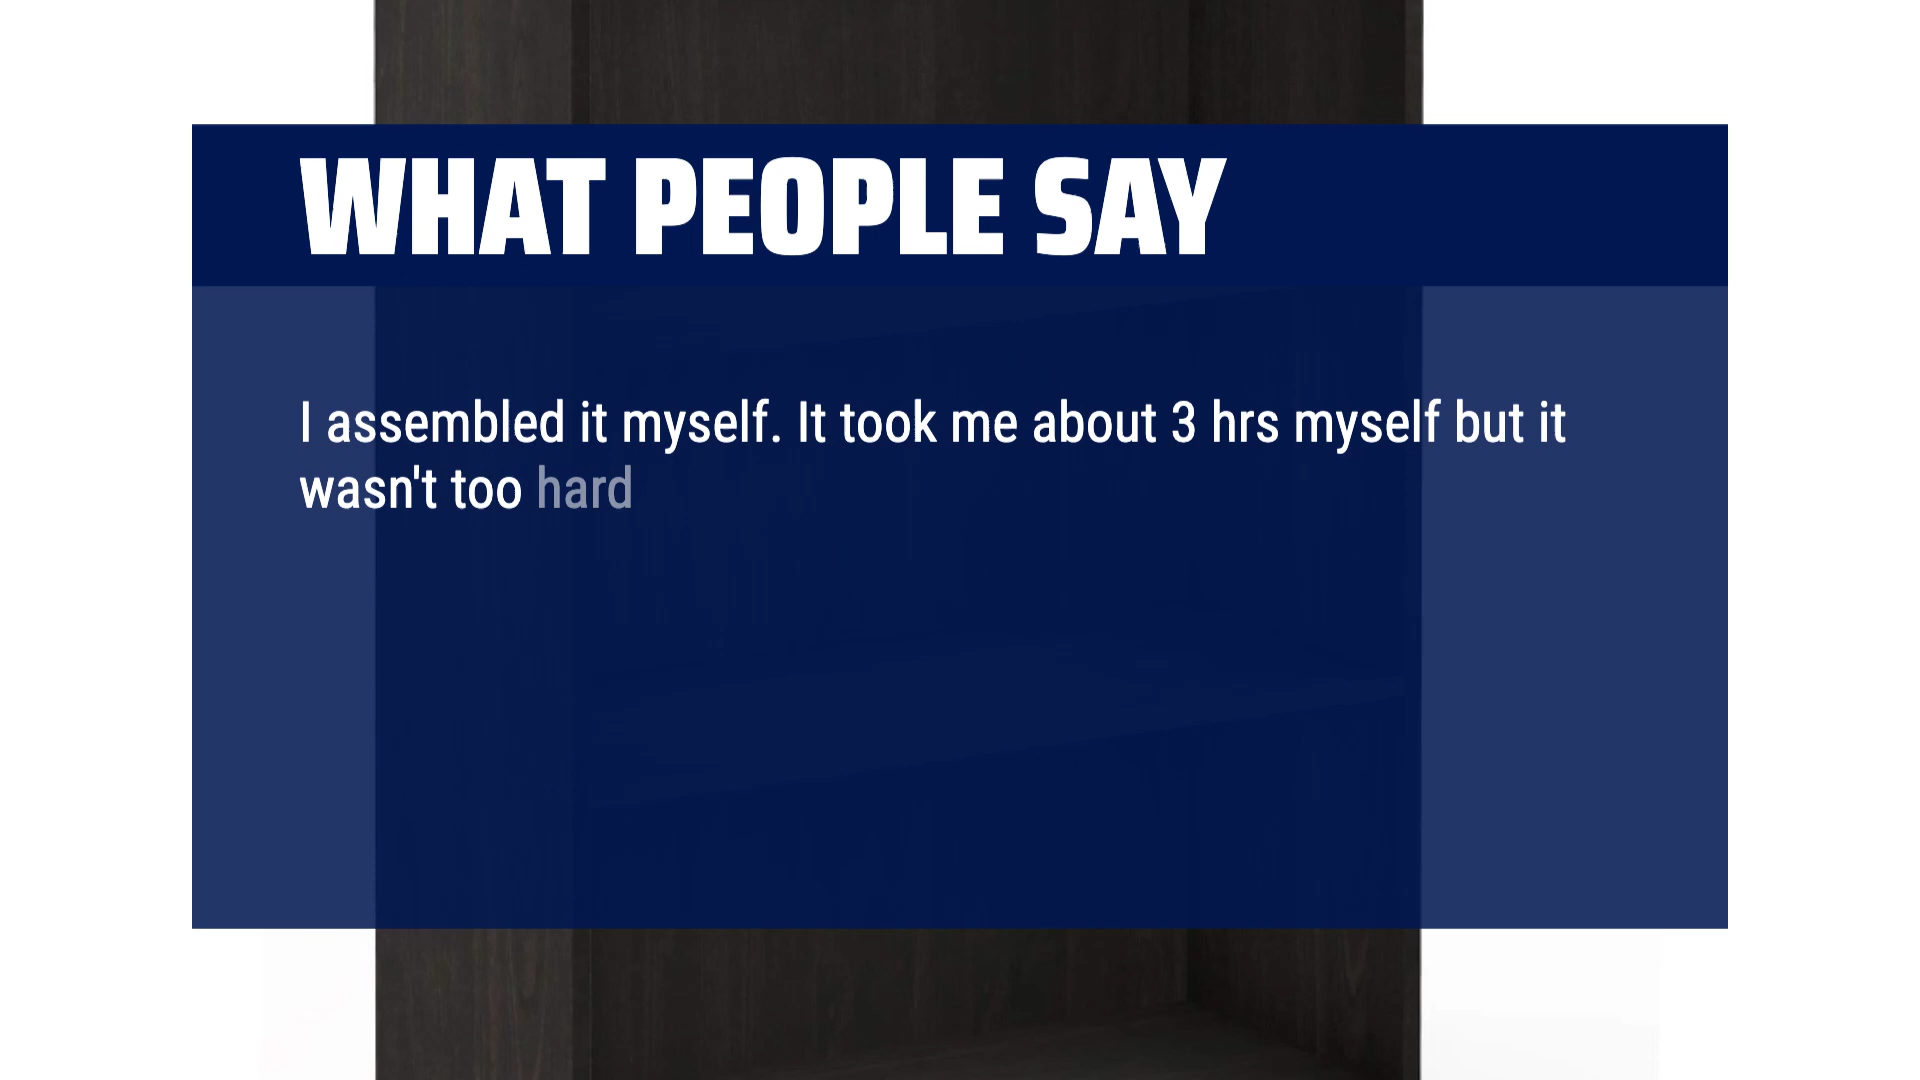 WHAT PEOPLE SAY
I assembled it myself. It took me about 3 hrs myself but it
wasn't too hard